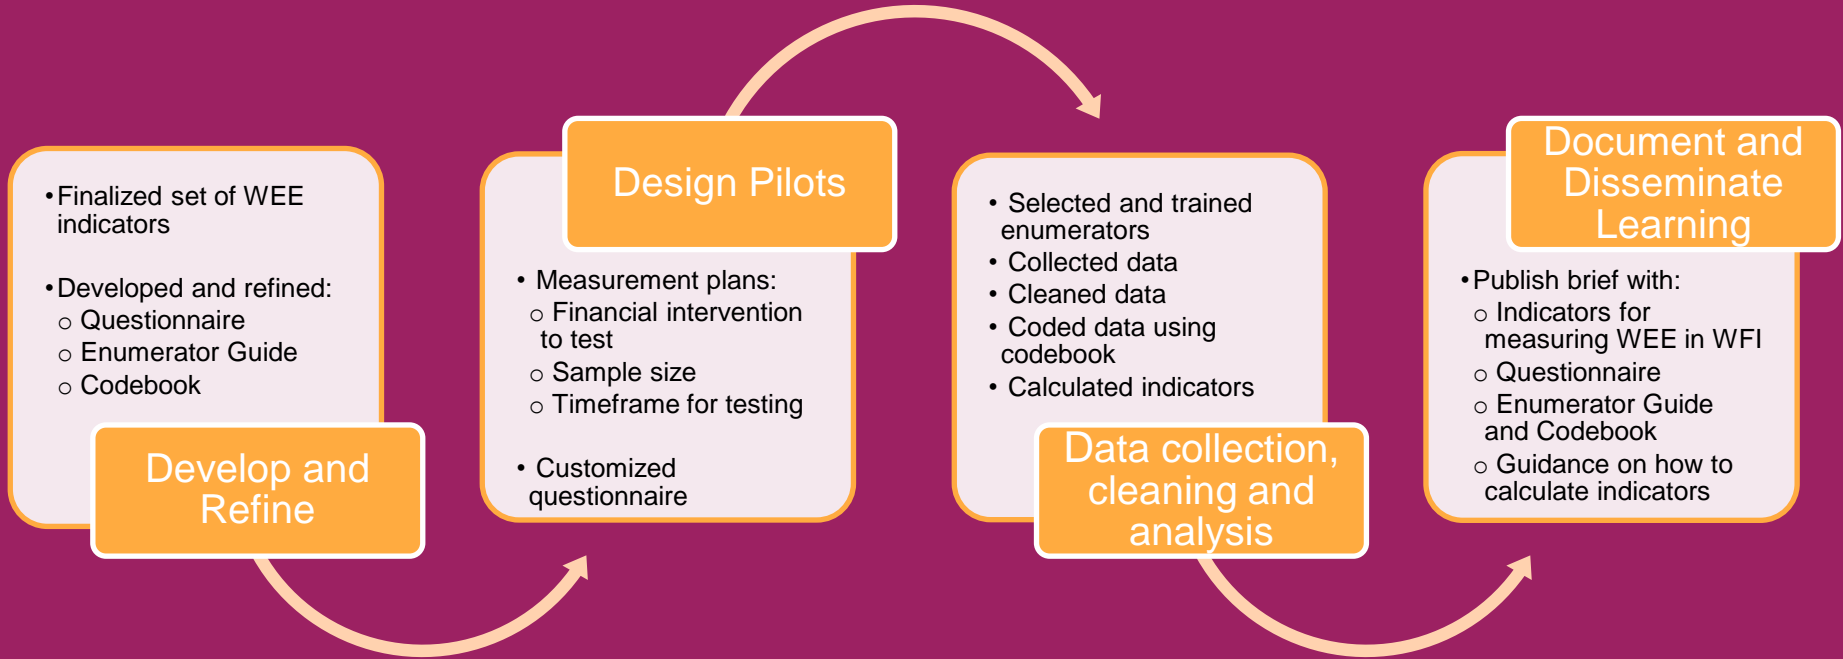 •Finalized set of WEE
indicators
•Developed and refined:
o Questionnaire
o Enumerator Guide
o Codebook
Develop and
Refine
Design Pilots
• Measurement plans:
o Financial intervention
to test
o Sample size
o Timeframe for testing
• Customized
questionnaire
• Selected and trained
enumerators
• Collected data
• Cleaned data
• Coded data using
codebook
• Calculated indicators
Data collection,
cleaning and
analysis
Document and
Disseminate
Learning
•Publish brief with:
o Indicators for
measuring WEE in WFI
o Questionnaire
o Enumerator Guide
and Codebook
o Guidance on how to
calculate indicators